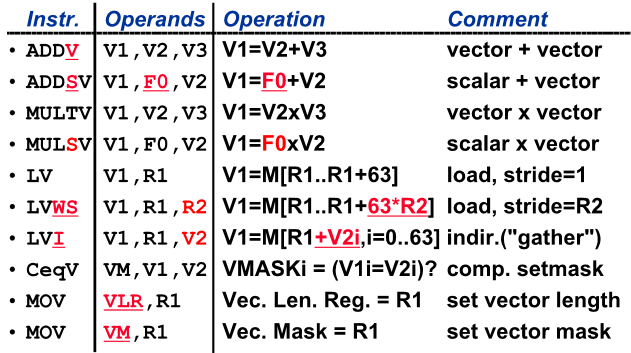 Instr. Operands Operation Comment
• ADDV V1,V2,V3 V1=V2+V3 vector + vector
• ADDSV V1,F0,V2 V1=F0+V2 scalar + vector
• MULTV V1,V2,V3 V1=V2xV3 vector x vector
• MULSV V1,F0,V2 V1=F0xV2 scalar x vector
• LV V1,R1 V1=M[R1..R1+63] load, stride=1
• LVWS V1,R1,R2 V1=M[R1..R1+63*R2] load, stride=R2
• LVI V1,R1,V2 V1=M[R1+V2i,i=0..63] indir.("gather")
• CeqV VM,V1,V2 VMASKi = (V1i=V2i)? comp. setmask
• MOV VLR,R1 Vec. Len. Reg. = R1 set vector length
• MOV VM,R1 Vec. Mask = R1 set vector mask